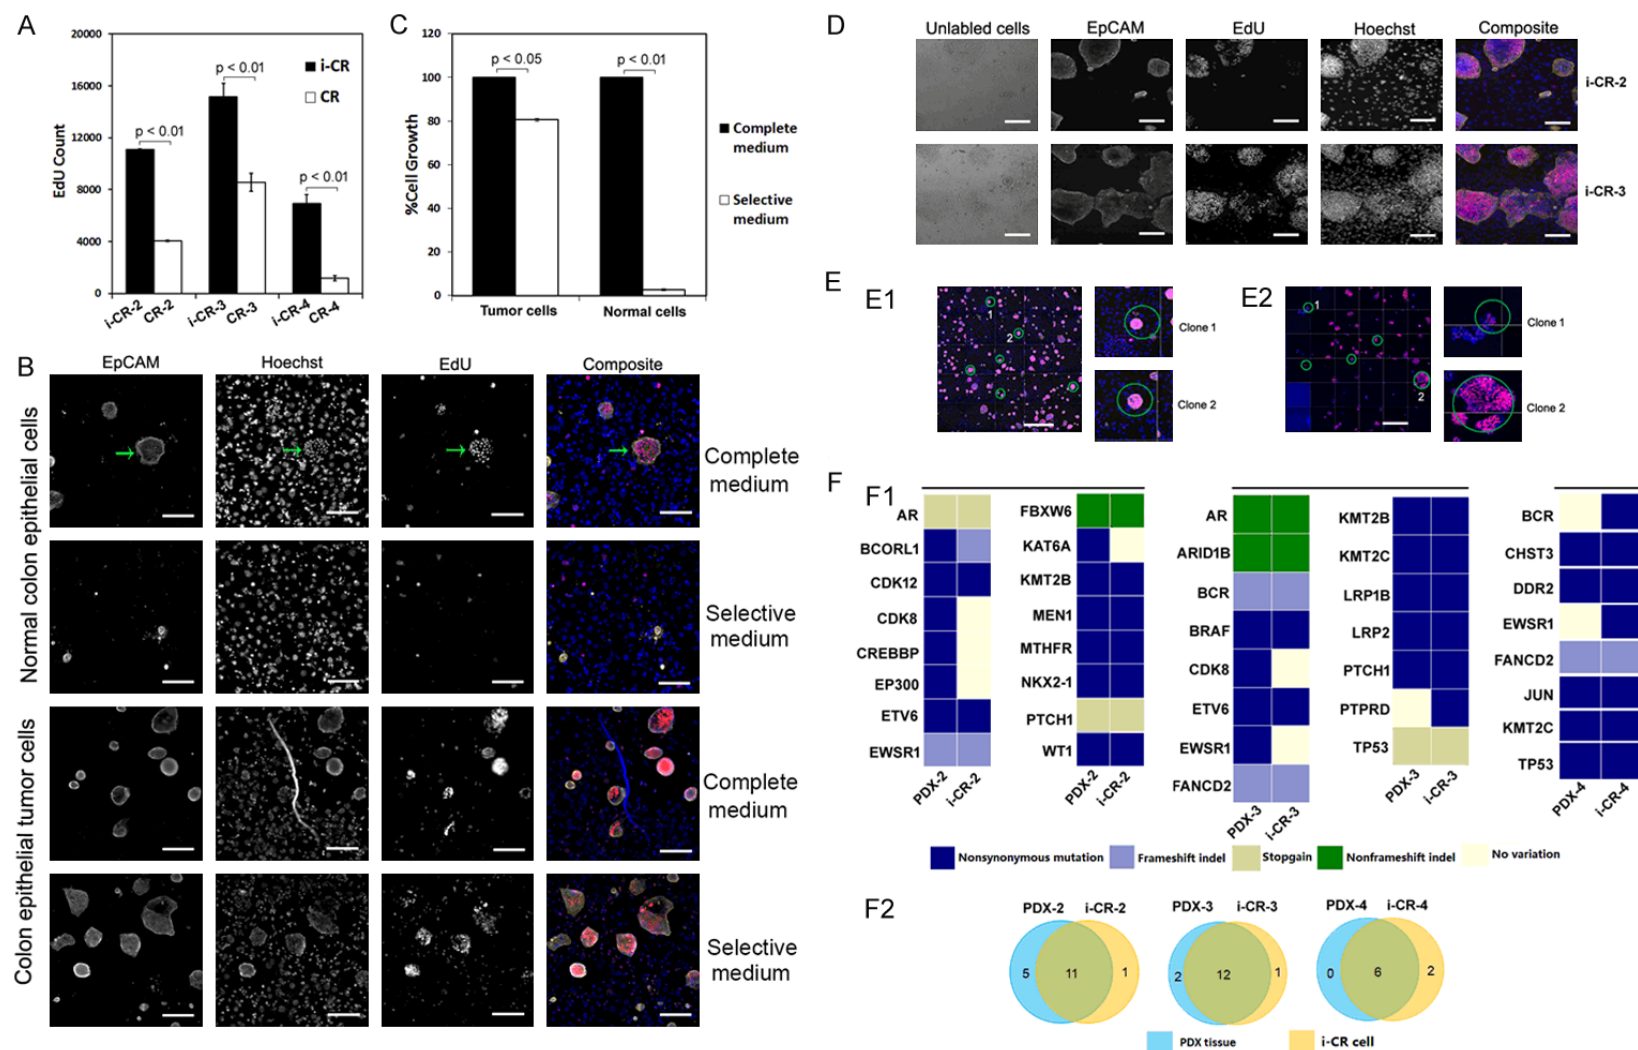 A
20000
16000
12000
8000
4000
0
EdU Count
p < 0.01
p < 0.01
p < 0.01
i-CR
CR
i-CR-2
CR-2
i-CR-3
CR-3
i-CR-4
CR-4
C
120
100
80
60
40
20
0
%Cell Growth
p < 0.05
p < 0.01
Tumor cells
Normal cells
Complete
medium
Selective
medium
D
Unlabled cells
EpCAM
EdU
Hoechst
Composite
i-CR-2
i-CR-3
B
EpCAM
Hoechst
EdU
Composite
Normal colon epithelial cells
Complete
medium
Selective
medium
Colon epithelial tumor cells
Complete
medium
Selective
medium
E
E1
1
2
Clone 1
Clone 2
E2
1
2
Clone 1
Clone 2
F
F1
AR
BCORL1
CDK12
CDK8
CREBBP
EP300
ETV6
EWSR1
PDX-2
i-CR-2
FBXW6
KAT6A
KMT2B
MEN1
MTHFR
NKX2-1
PTCH1
WT1
PDX-2
i-CR-2
AR
ARID1B
BCR
BRAF
CDK8
ETV6
EWSR1
FANCD2
PDX-3
i-CR-3
KMT2B
KMT2C
LRP1B
LRP2
PTCH1
PTPRD
TP53
PDX-3
i-CR-3
BCR
CHST3
DDR2
EWSR1
FANCD2
JUN
KMT2C
TP53
PDX-4
i-CR-4
Nonsynonymous mutation
Frameshift indel
Stopgain
Nonframeshift indel
No variation
F2
PDX-2
i-CR-2
5
11
1
PDX-3
i-CR-3
2
12
1
PDX-4
i-CR-4
0
6
2
PDX tissue
i-CR cell